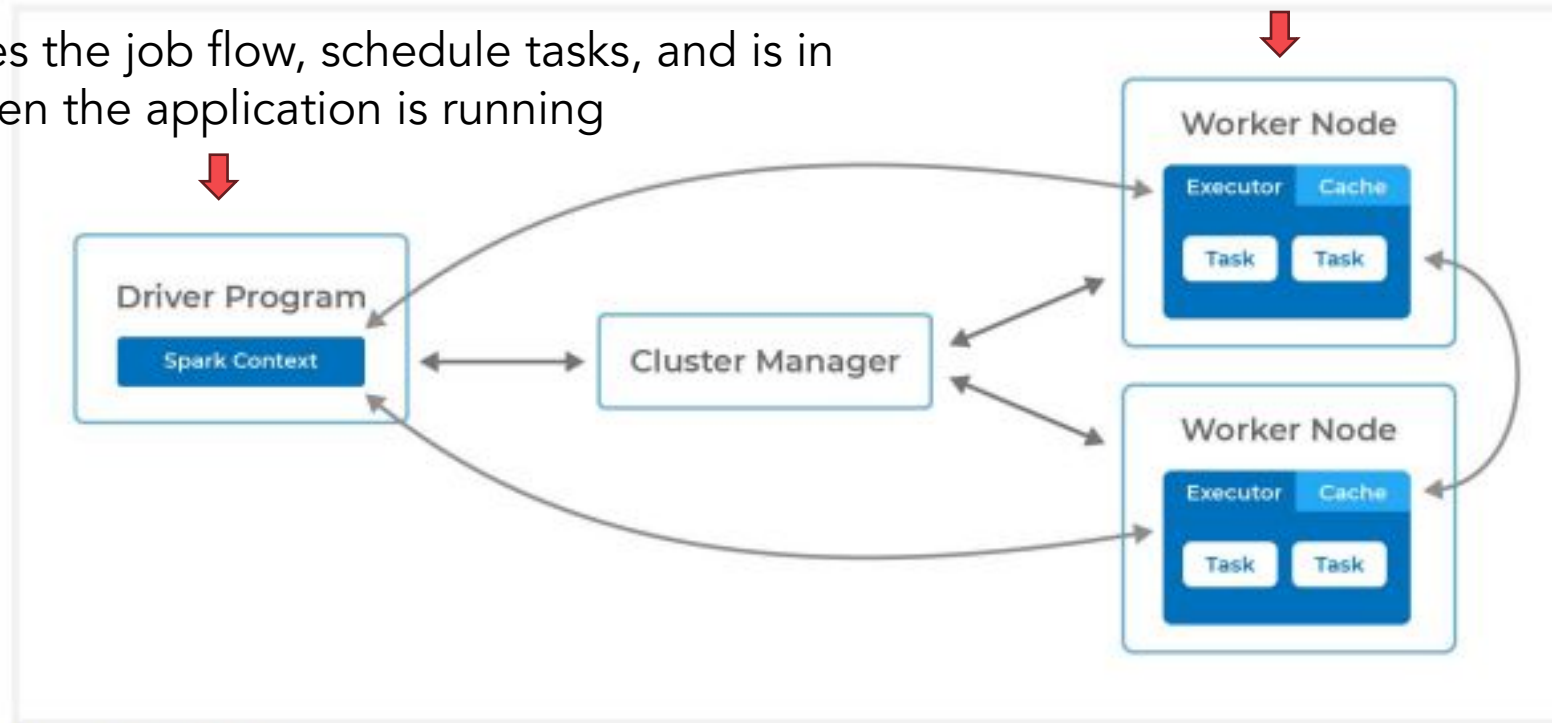 es the job flow, schedule tasks, and is in
en the application is running
Driver Program
Spark Context
Cluster Manager
Worker Node
Executor Cache
Task Task
Worker Node
Executor Cache
Task Task